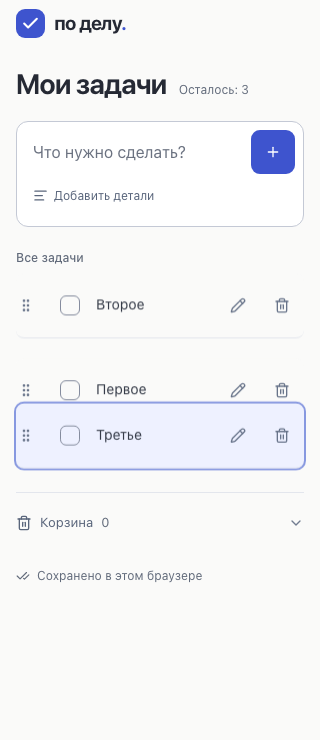 по делу.
Мои задачи
Осталось: 3
Что нужно сделать?
Добавить детали
Все задачи
Второе
Первое
Третье
Корзина 0
Сохранено в этом браузере